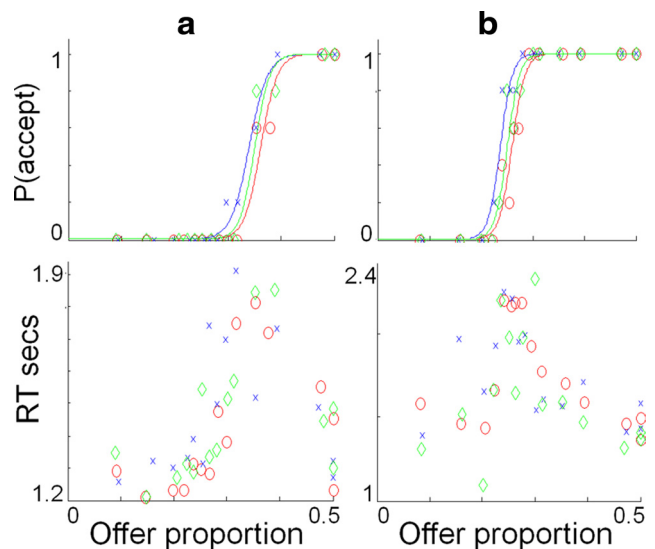 a b
1 1
P(accept)
0 0
1.9 2.4
RT secs
1.2 1
0 0.5 0 0.5
Offer proportion Offer proportion